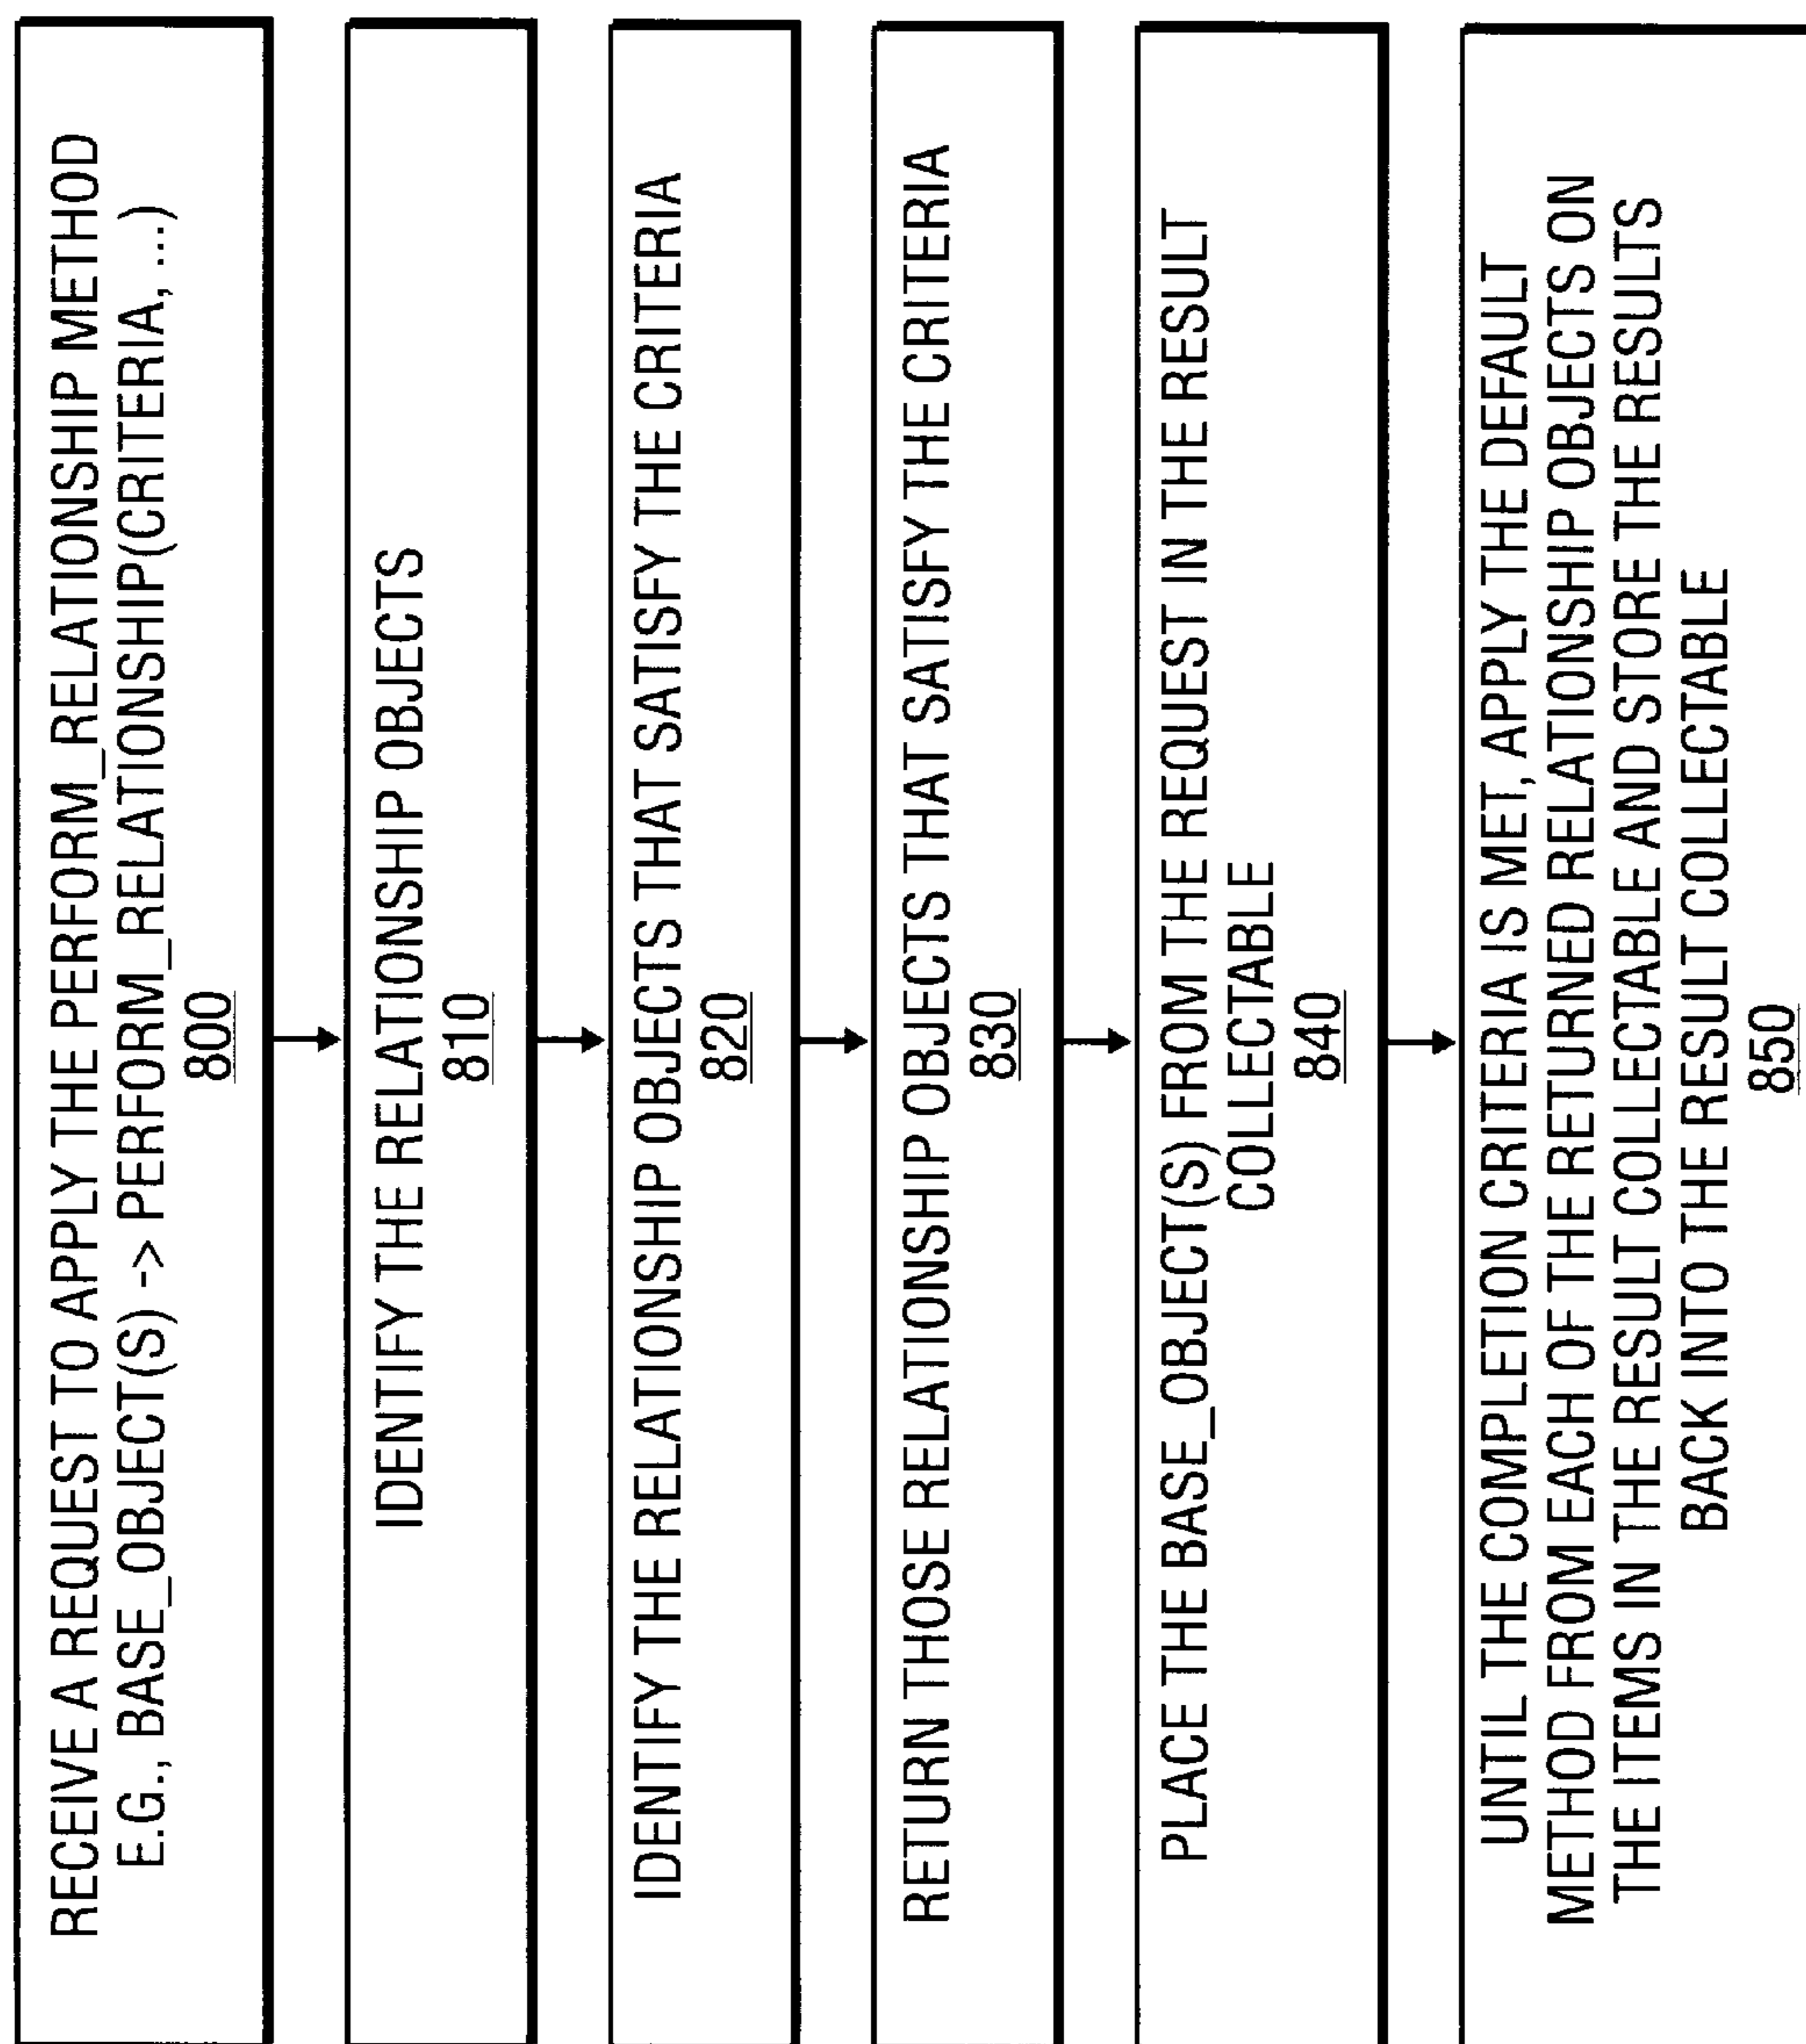 RECEIVE A REQUEST TO APPLY THE PERFORM_RELATIONSHIP METHOD
E.G., BASE_OBJECT(S) -> PERFORM_RELATIONSHIP(CRITERIA, ...)
800
IDENTIFY THE RELATIONSHIP OBJECTS
810
IDENTIFY THE RELATIONSHIP OBJECTS THAT SATISFY THE CRITERIA
820
RETURN THOSE RELATIONSHIP OBJECTS THAT SATISFY THE CRITERIA
830
PLACE THE BASE_OBJECT(S) FROM THE REQUEST IN THE RESULT
COLLECTABLE
840
UNTIL THE COMPLETION CRITERIA IS MET, APPLY THE DEFAULT
METHOD FROM EACH OF THE RETURNED RELATIONSHIP OBJECTS ON
THE ITEMS IN THE RESULT COLLECTABLE AND STORE THE RESULTS
BACK INTO THE RESULT COLLECTABLE
850